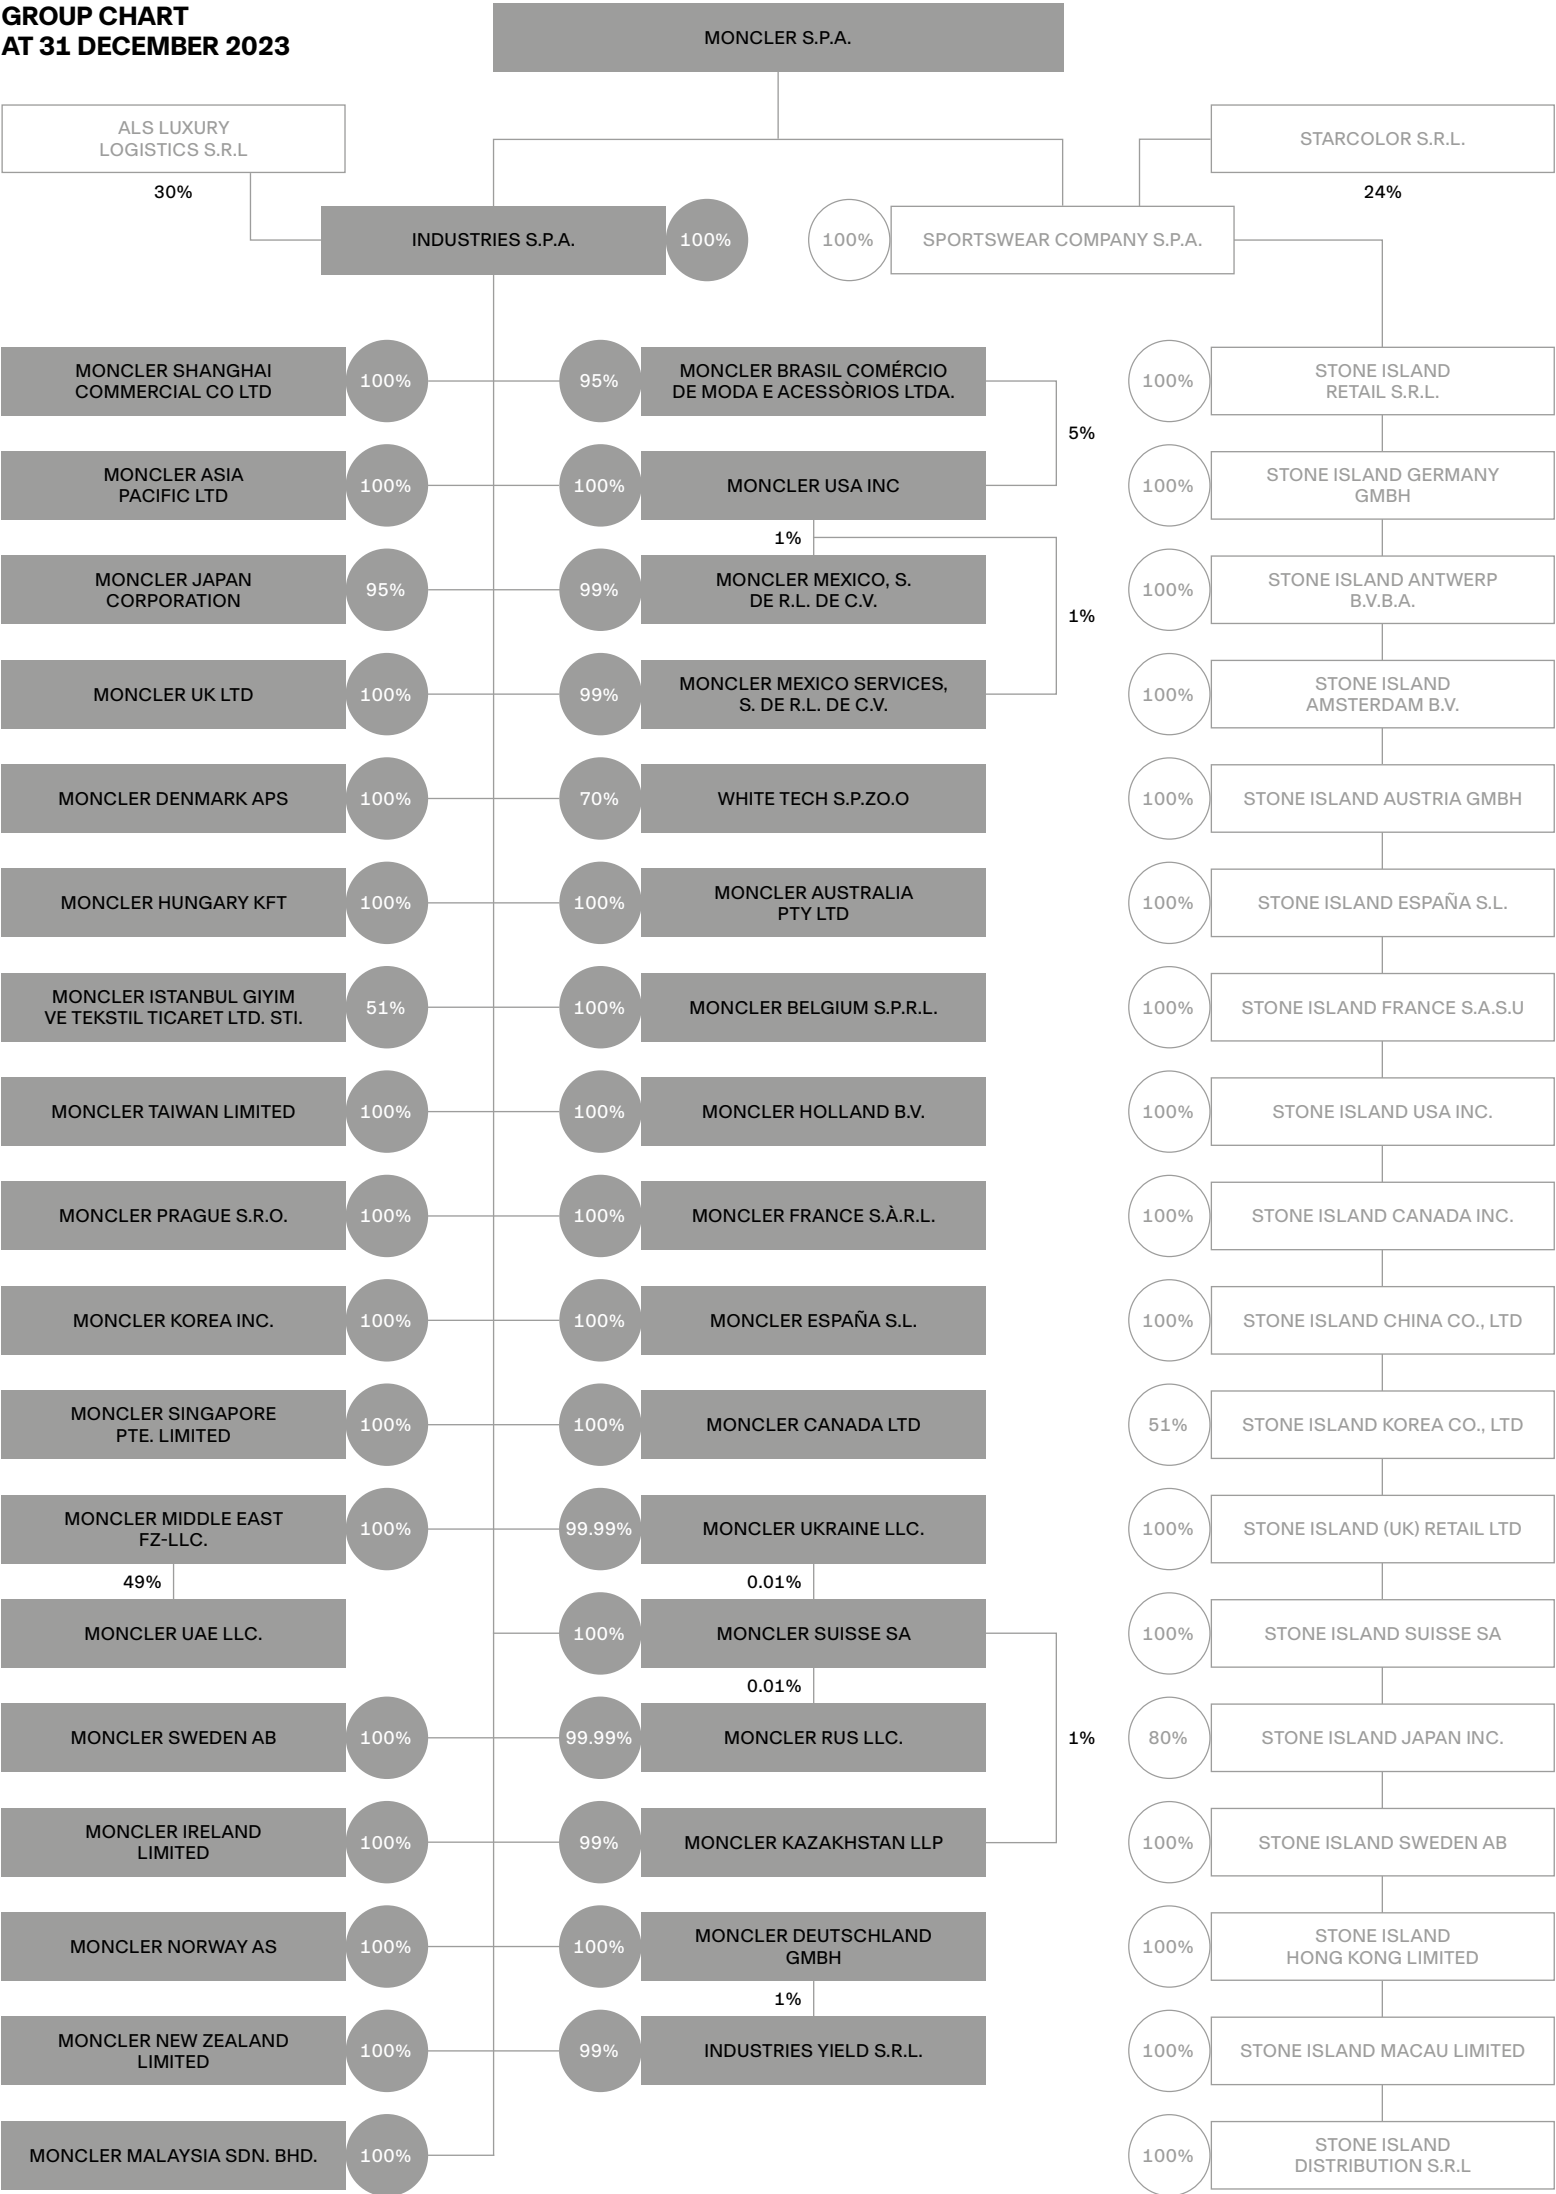 GROUP CHART
AT 31 DECEMBER 2023
MONCLER S.P.A.
ALS LUXURY
LOGISTICS S.R.L
30%
STARCOLOR S.R.L.
24%
INDUSTRIES S.P.A.
100%
100%
SPORTSWEAR COMPANY S.P.A.
MONCLER SHANGHAI
COMMERCIAL CO LTD
100%
95%
MONCLER BRASIL COMÉRCIO
DE MODA E ACESSÒRIOS LTDA.
5%
100%
STONE ISLAND
RETAIL S.R.L.
MONCLER ASIA
PACIFIC LTD
100%
100%
MONCLER USA INC
1%
100%
STONE ISLAND GERMANY
GMBH
MONCLER JAPAN
CORPORATION
95%
99%
MONCLER MEXICO, S.
DE R.L. DE C.V.
1%
100%
STONE ISLAND ANTWERP
B.V.B.A.
MONCLER UK LTD
100%
99%
MONCLER MEXICO SERVICES,
S. DE R.L. DE C.V.
100%
STONE ISLAND
AMSTERDAM B.V.
MONCLER DENMARK APS
100%
70%
WHITE TECH S.P.ZO.O
100%
STONE ISLAND AUSTRIA GMBH
MONCLER HUNGARY KFT
100%
100%
MONCLER AUSTRALIA
PTY LTD
100%
STONE ISLAND ESPAÑA S.L.
MONCLER ISTANBUL GIYIM
VE TEKSTIL TICARET LTD. STI.
51%
100%
MONCLER BELGIUM S.P.R.L.
100%
STONE ISLAND FRANCE S.A.S.U
MONCLER TAIWAN LIMITED
100%
100%
MONCLER HOLLAND B.V.
100%
STONE ISLAND USA INC.
MONCLER PRAGUE S.R.O.
100%
100%
MONCLER FRANCE S.À.R.L.
100%
STONE ISLAND CANADA INC.
MONCLER KOREA INC.
100%
100%
MONCLER ESPAÑA S.L.
100%
STONE ISLAND CHINA CO., LTD
MONCLER SINGAPORE
PTE. LIMITED
100%
100%
MONCLER CANADA LTD
51%
STONE ISLAND KOREA CO., LTD
MONCLER MIDDLE EAST
FZ-LLC.
100%
49%
99.99%
MONCLER UKRAINE LLC.
0.01%
100%
STONE ISLAND (UK) RETAIL LTD
MONCLER UAE LLC.
100%
MONCLER SUISSE SA
0.01%
100%
STONE ISLAND SUISSE SA
MONCLER SWEDEN AB
100%
99.99%
MONCLER RUS LLC.
1%
80%
STONE ISLAND JAPAN INC.
MONCLER IRELAND
LIMITED
100%
99%
MONCLER KAZAKHSTAN LLP
100%
STONE ISLAND SWEDEN AB
MONCLER NORWAY AS
100%
100%
MONCLER DEUTSCHLAND
GMBH
1%
100%
STONE ISLAND
HONG KONG LIMITED
MONCLER NEW ZEALAND
LIMITED
100%
99%
INDUSTRIES YIELD S.R.L.
100%
STONE ISLAND MACAU LIMITED
MONCLER MALAYSIA SDN. BHD.
100%
100%
STONE ISLAND
DISTRIBUTION S.R.L